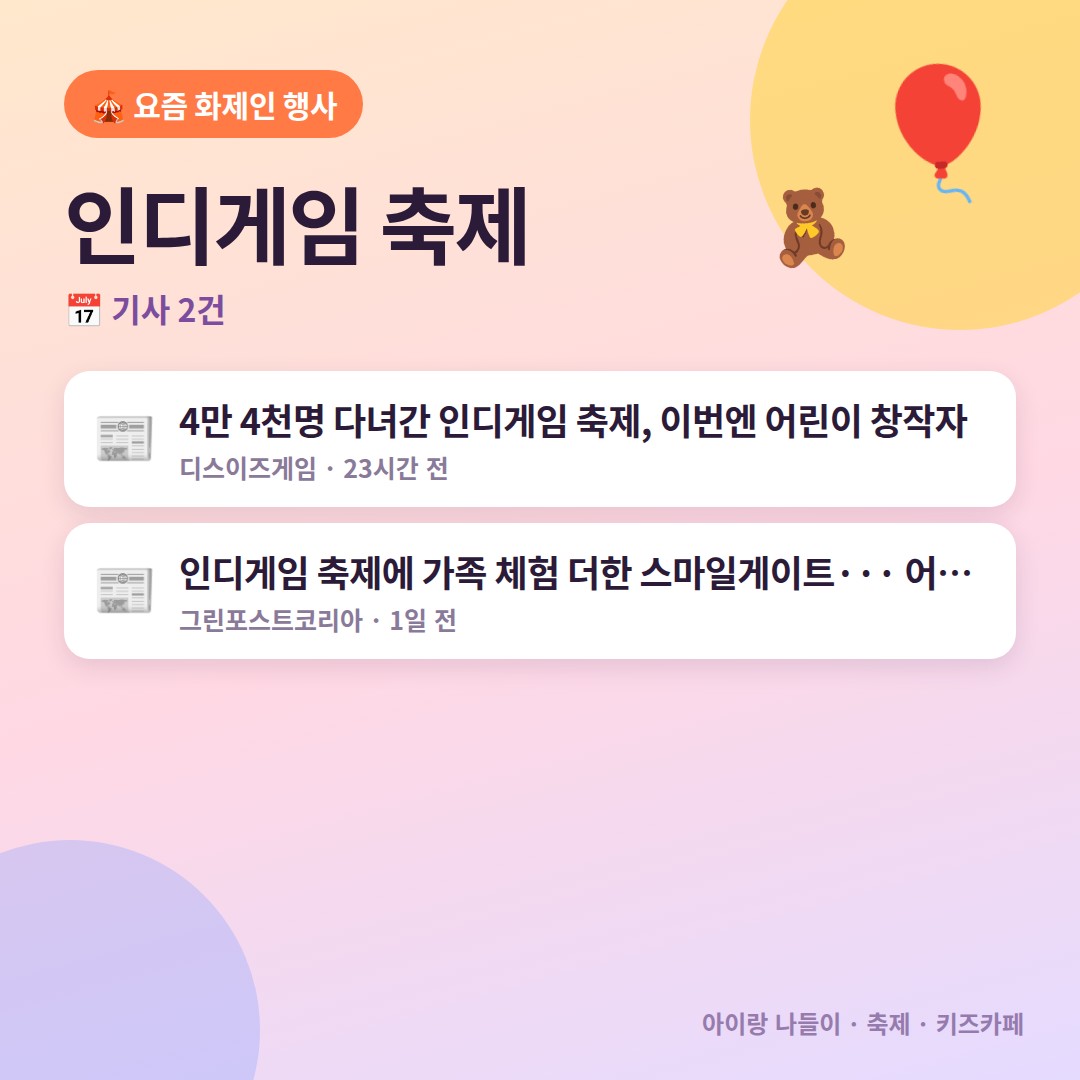 🎪 요즘 화제인 행사
인디게임 축제
📅 기사 2건
4만 4천명 다녀간 인디게임 축제, 이번엔 어린이 창작자
디스이즈게임 · 23시간 전
인디게임 축제에 가족 체험 더한 스마일게이트··· 어…
그린포스트코리아 · 1일 전
아이랑 나들이 · 축제 · 키즈카페